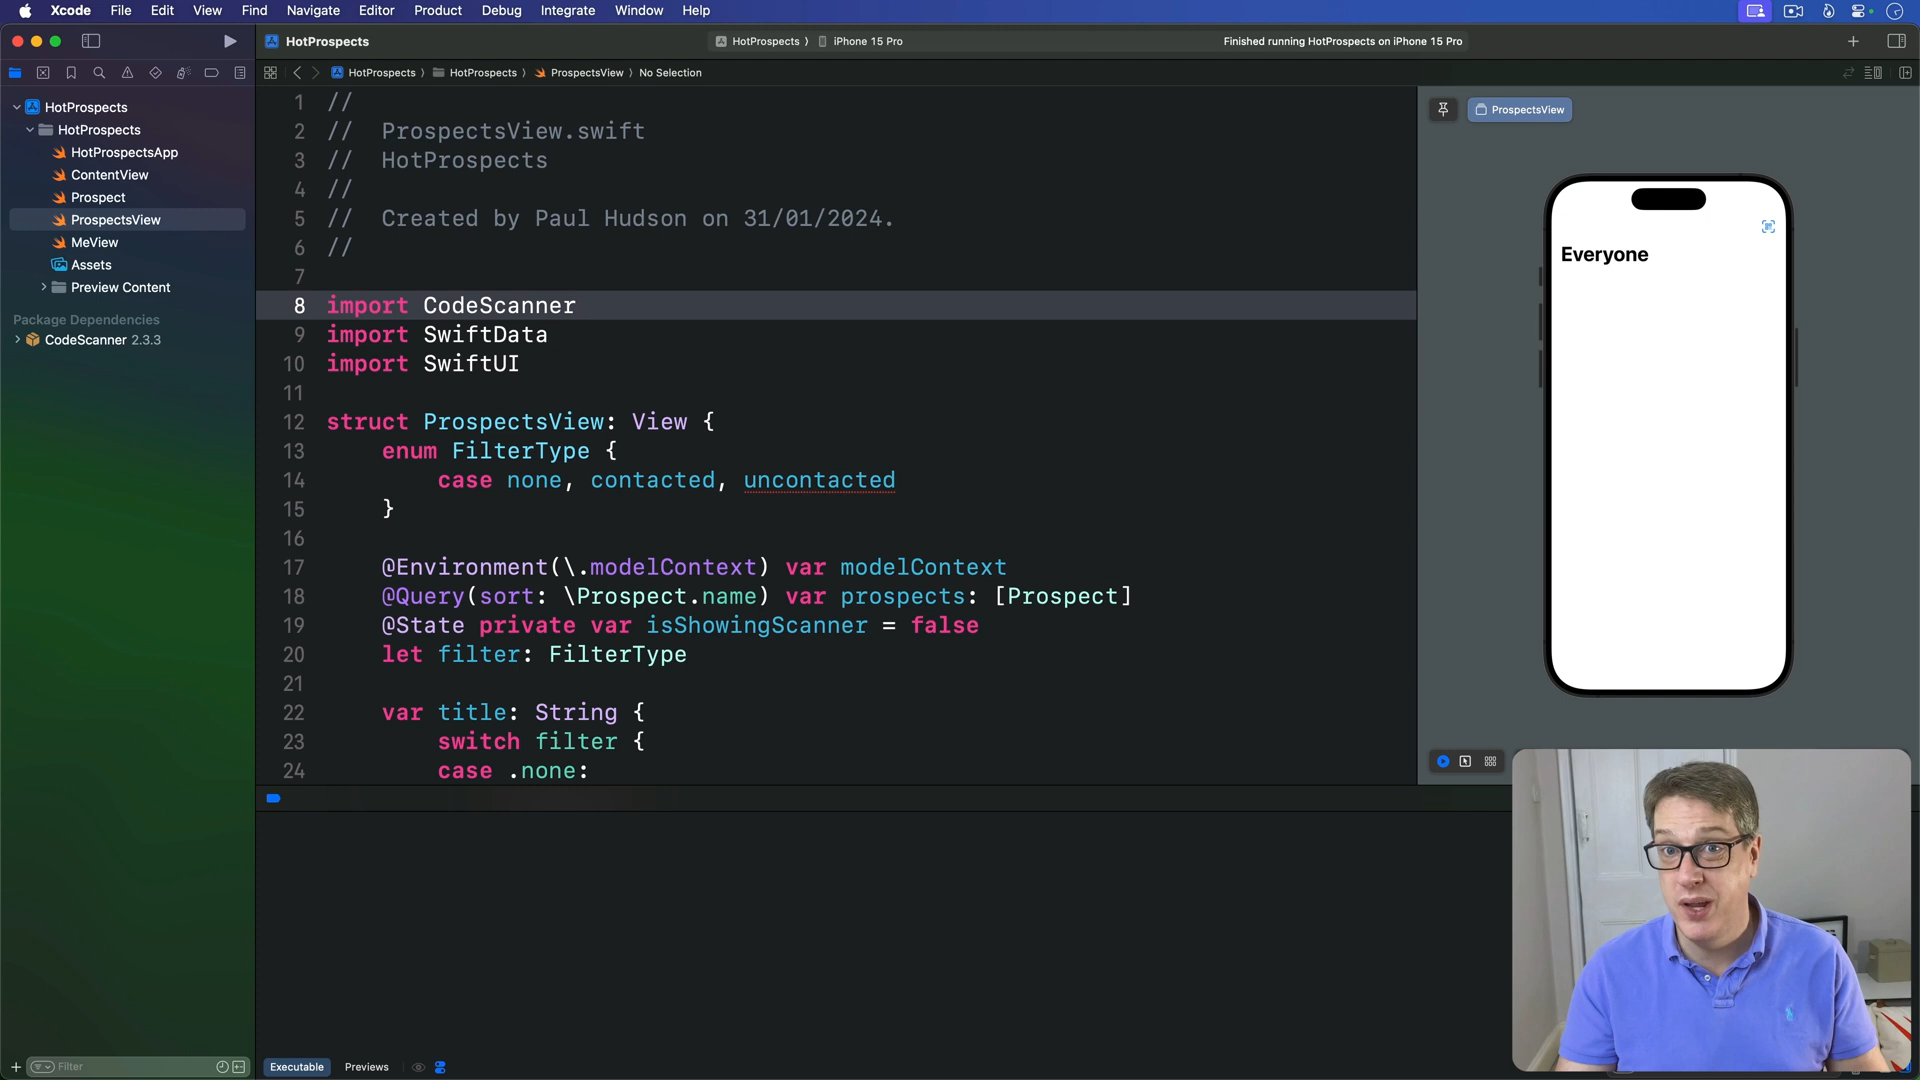 Xcode File Edit View Find Navigate Editor Product Debug Integrate Window Help
HotProspects
HotProspects iPhone 15 Pro
Finished running HotProspects on iPhone 15 Pro
HotProspects HotProspects ProspectsView No Selection
HotProspects
HotProspects
HotProspectsApp
ContentView
Prospect
ProspectsView
MeView
Assets
Preview Content
Package Dependencies
CodeScanner 2.3.3
1 //
2 // ProspectsView.swift
3 // HotProspects
4 //
5 // Created by Paul Hudson on 31/01/2024.
6 //
7
8 import CodeScanner
9 import SwiftData
10 import SwiftUI
11
12 struct ProspectsView: View {
13 enum FilterType {
14 case none, contacted, uncontacted
15 }
16
17 @Environment(\.modelContext) var modelContext
18 @Query(sort: \Prospect.name) var prospects: [Prospect]
19 @State private var isShowingScanner = false
20 let filter: FilterType
21
22 var title: String {
23 switch filter {
24 case .none:
ProspectsView
Everyone
Filter
Executable Previews